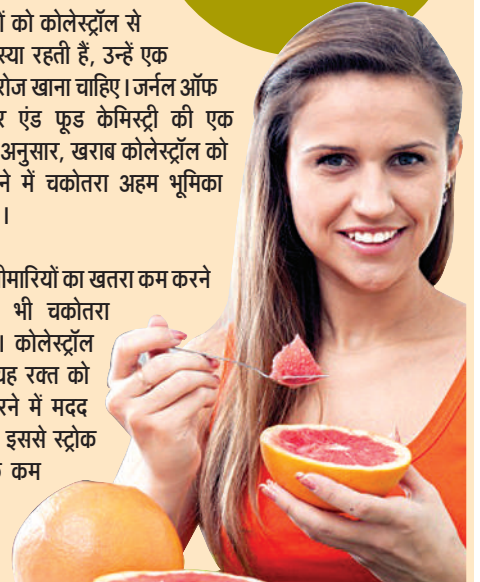 को कोलेस्ट्रॉल से
रहती हैं, उन्हें एक
रोज खाना चाहिए। जर्नल ऑफ
एंड फूड केमिस्ट्री की एक
अनुसार, खराब कोलेस्ट्रॉल को
में चकोतरा अहम भूमिका
।
का खतरा कम करने
भी चकोतरा
। कोलेस्ट्रॉल
यह रक्त को
में मदद
इससे स्ट्रोक
कम